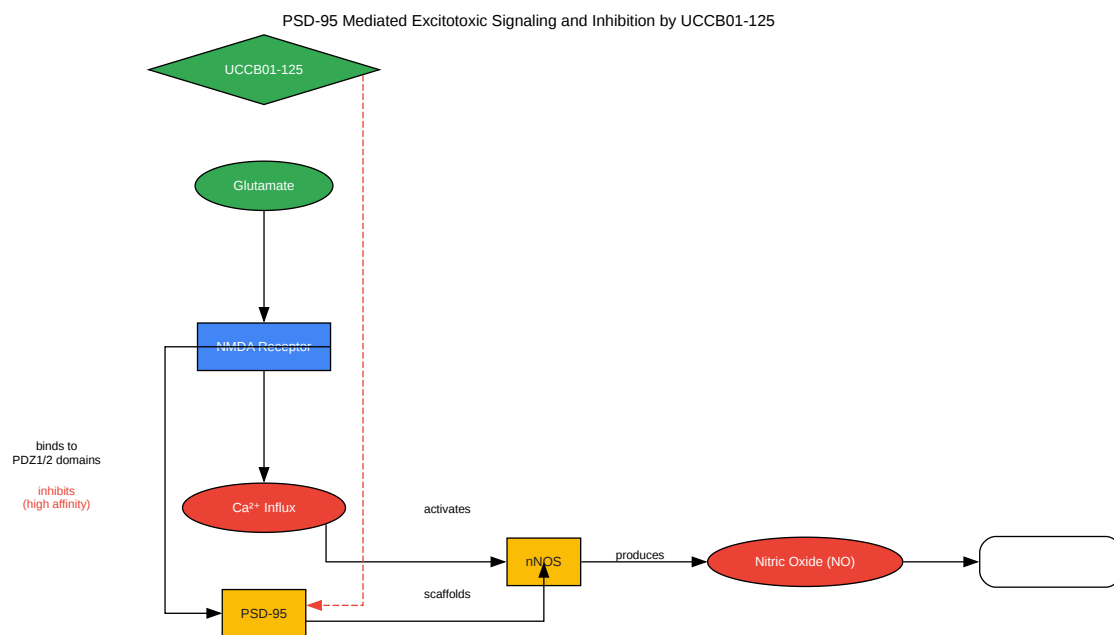 PSD-95 Mediated Excitotoxic Signaling and Inhibition by UCCB01-125
UCCB01-125
Glutamate
NMDA Receptor
binds to
PDZ1/2 domains
inhibits
(high affinity)
Ca²⁺ Influx
activates
nNOS
produces
Nitric Oxide (NO)
scaffolds
PSD-95